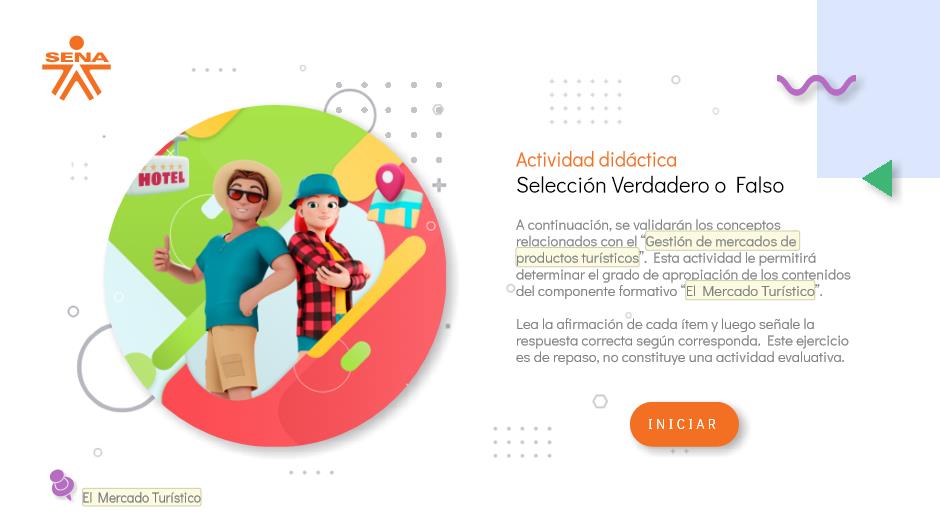 SENA
HOTEL
Actividad didáctica
Selección Verdadero o Falso
A continuación, se validarán los conceptos
relacionados con el “Gestión de mercados de
productos turísticos”. Esta actividad le permitirá
determinar el grado de apropiación de los contenidos
del componente formativo “El Mercado Turístico”.
Lea la afirmación de cada ítem y luego señale la
respuesta correcta según corresponda. Este ejercicio
es de repaso, no constituye una actividad evaluativa.
INICIAR
El Mercado Turístico